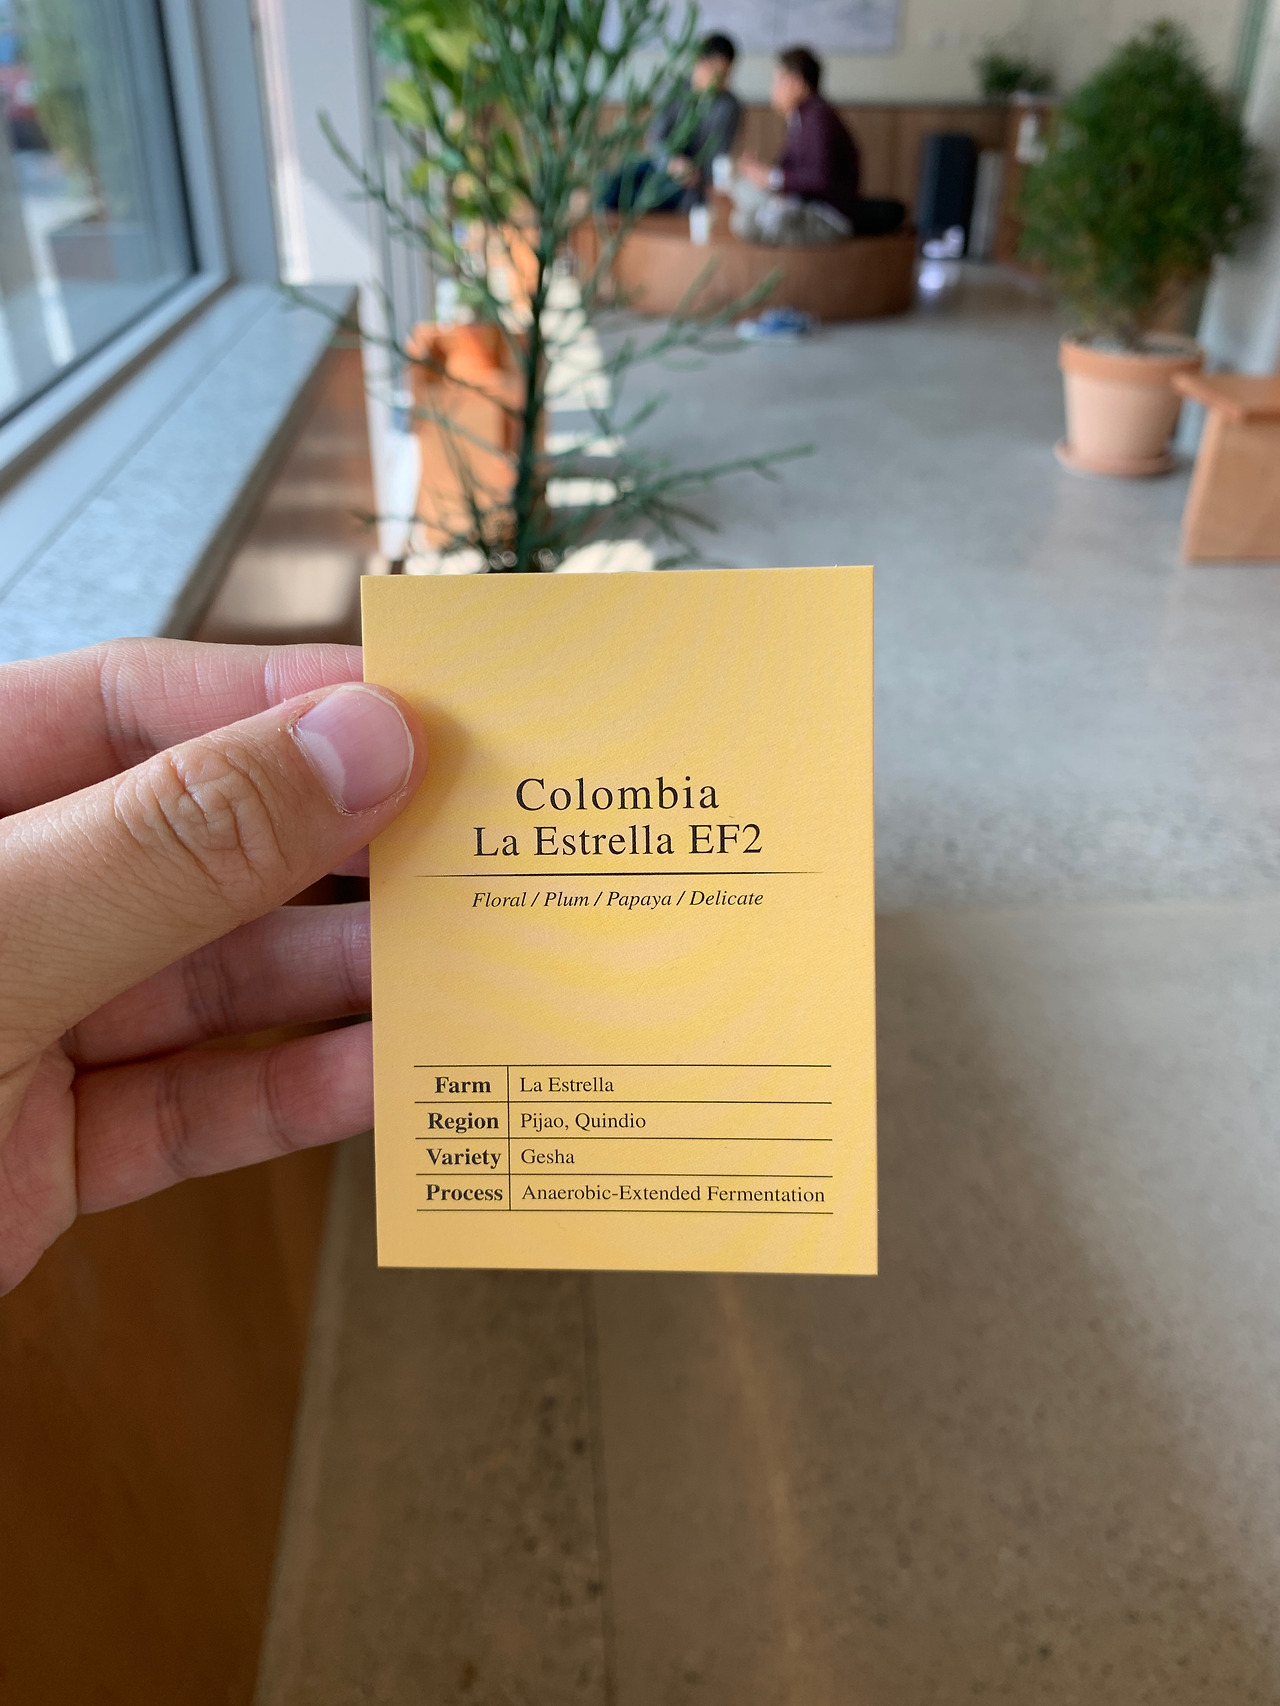 Colombia
La Estrella EF2
Floral / Plum / Papaya / Delicate
Farm La Estrella
Region Pijao, Quindio
Variety Gesha
Process Anaerobic-Extended Fermentation